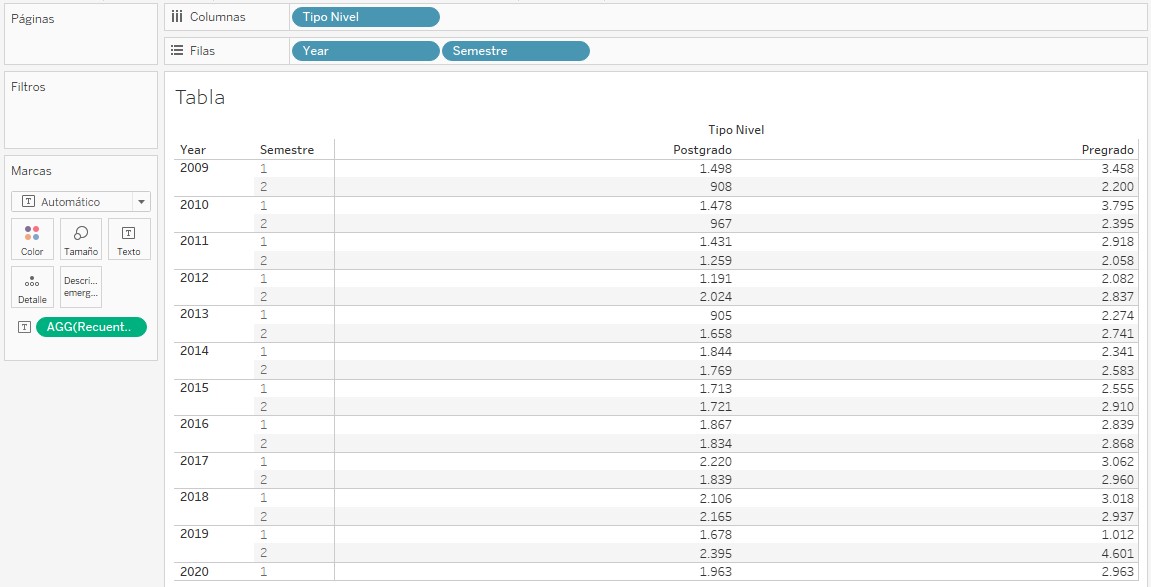 Páginas
Columnas Tipo Nivel
Filas Year Semestre
Filtros
Marcas
Automático
Color Tamaño Texto
Detalle Descri... emerg...
AGG(Recuent..
Tabla
Tipo Nivel
Year Semestre Postgrado Pregrado
2009 1 1.498 3.458
2 908 2.200
2010 1 1.478 3.795
2 967 2.395
2011 1 1.431 2.918
2 1.259 2.058
2012 1 1.191 2.082
2 2.024 2.837
2013 1 905 2.274
2 1.658 2.741
2014 1 1.844 2.341
2 1.769 2.583
2015 1 1.713 2.555
2 1.721 2.910
2016 1 1.867 2.839
2 1.834 2.868
2017 1 2.220 3.062
2 1.839 2.960
2018 1 2.106 3.018
2 2.165 2.937
2019 1 1.678 1.012
2 2.395 4.601
2020 1 1.963 2.963